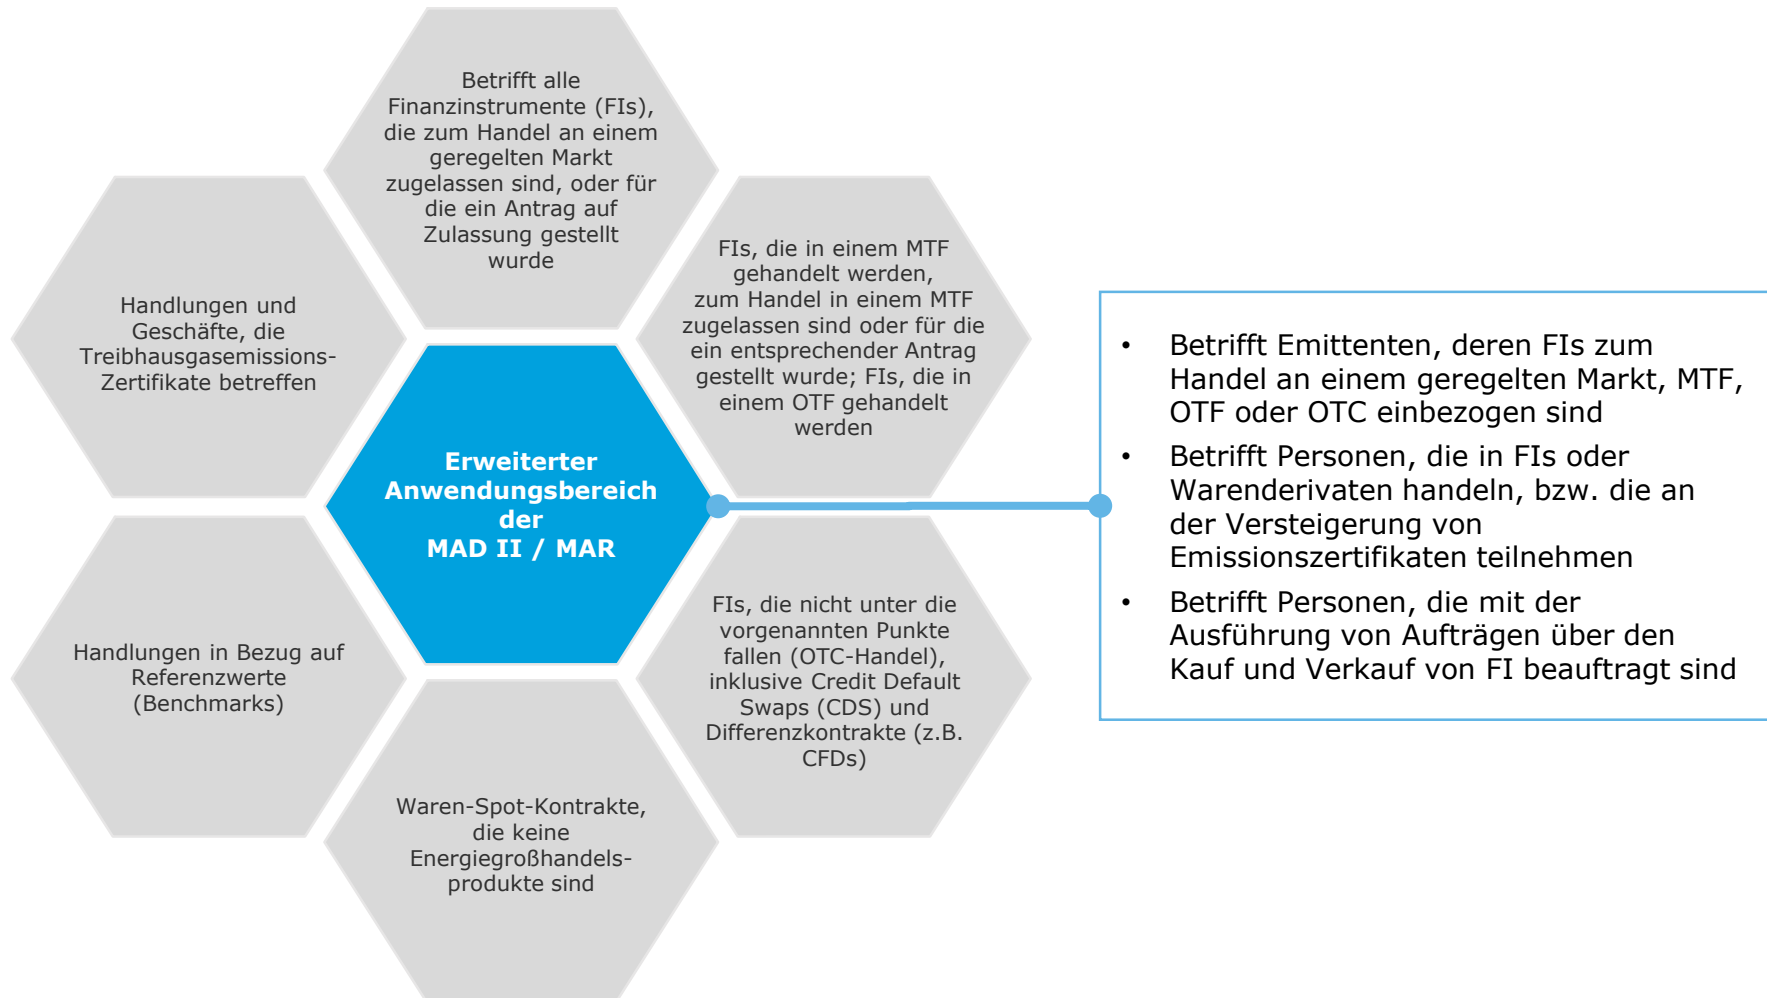 Betrifft alle
Finanzinstrumente (FIs),
die zum Handel an einem
geregelten Markt
zugelassen sind, oder für
die ein Antrag auf
Zulassung gestellt
wurde
FIs, die in einem MTF
gehandelt werden,
zum Handel in einem MTF
zugelassen sind oder für die
ein entsprechender Antrag
gestellt wurde; FIs, die in
einem OTF gehandelt
werden
Handlungen und
Geschäfte, die
Treibhausgasemissions-
Zertifikate betreffen
Erweiterter
Anwendungsbereich
der
MAD II / MAR
Handlungen in Bezug auf
Referenzwerte
(Benchmarks)
FIs, die nicht unter die
vorgenannten Punkte
fallen (OTC-Handel),
inklusive Credit Default
Swaps (CDS) und
Differenzkontrakte (z.B.
CFDs)
Waren-Spot-Kontrakte,
die keine
Energiegroßhandels-
produkte sind
• Betrifft Emittenten, deren FIs zum
Handel an einem geregelten Markt, MTF,
OTF oder OTC einbezogen sind
• Betrifft Personen, die in FIs oder
Warenderivaten handeln, bzw. die an
der Versteigerung von
Emissionszertifikaten teilnehmen
• Betrifft Personen, die mit der
Ausführung von Aufträgen über den
Kauf und Verkauf von FI beauftragt sind